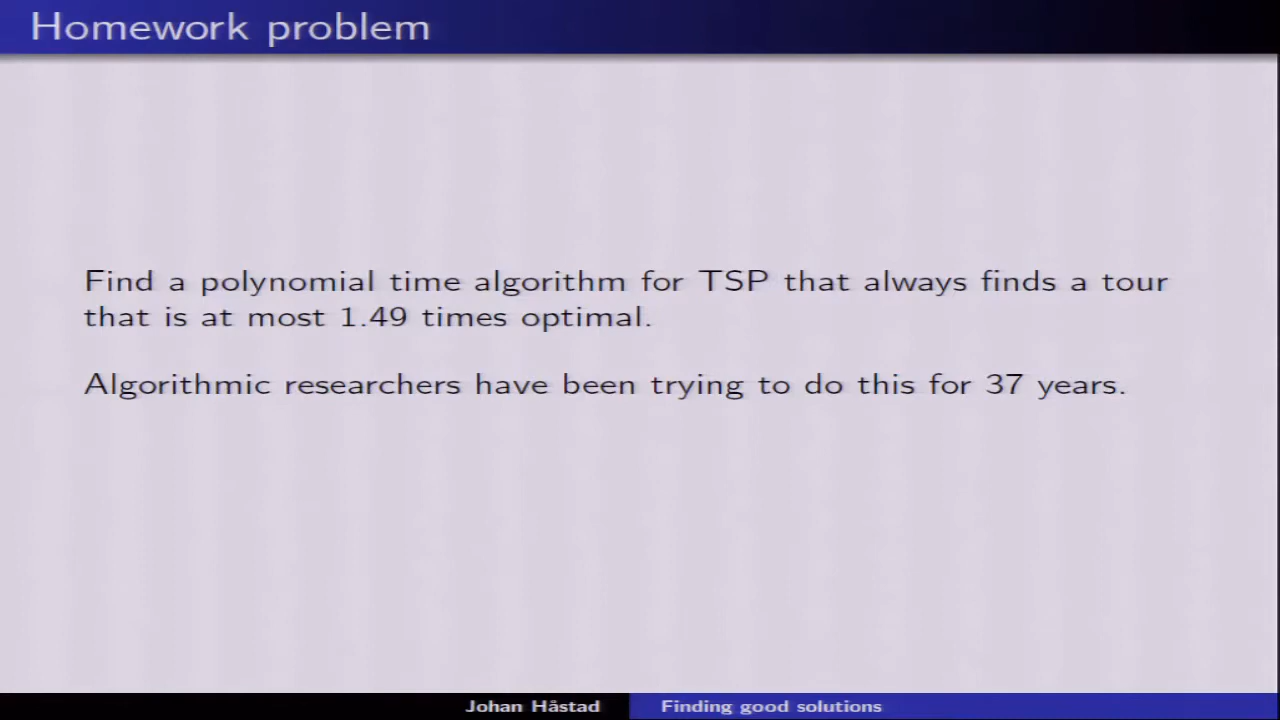 Homework problem
Find a polynomial time algorithm for TSP that always finds a tour
that is at most 1.49 times optimal.
Algorithmic researchers have been trying to do this for 37 years.
Johan Håstad
Finding good solutions